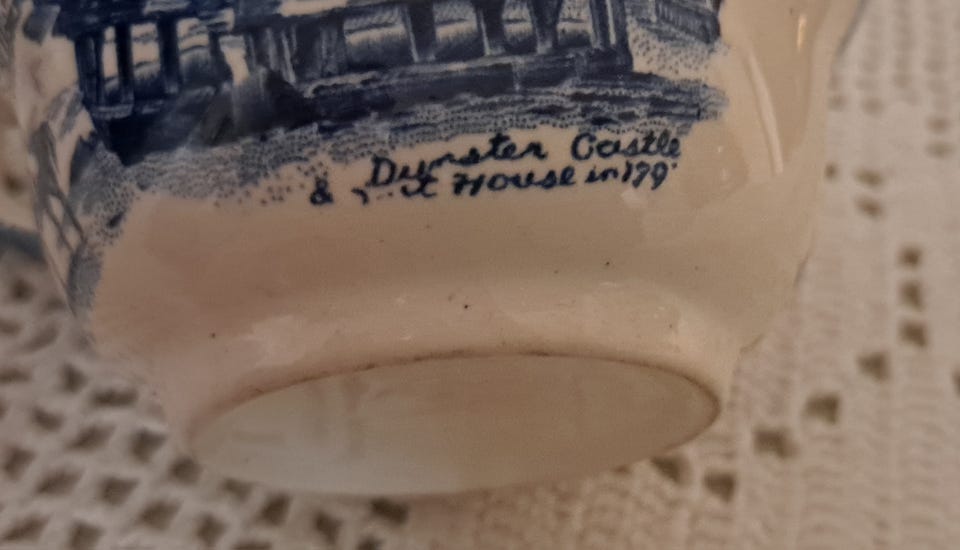 Dunster Castle
& House in 179